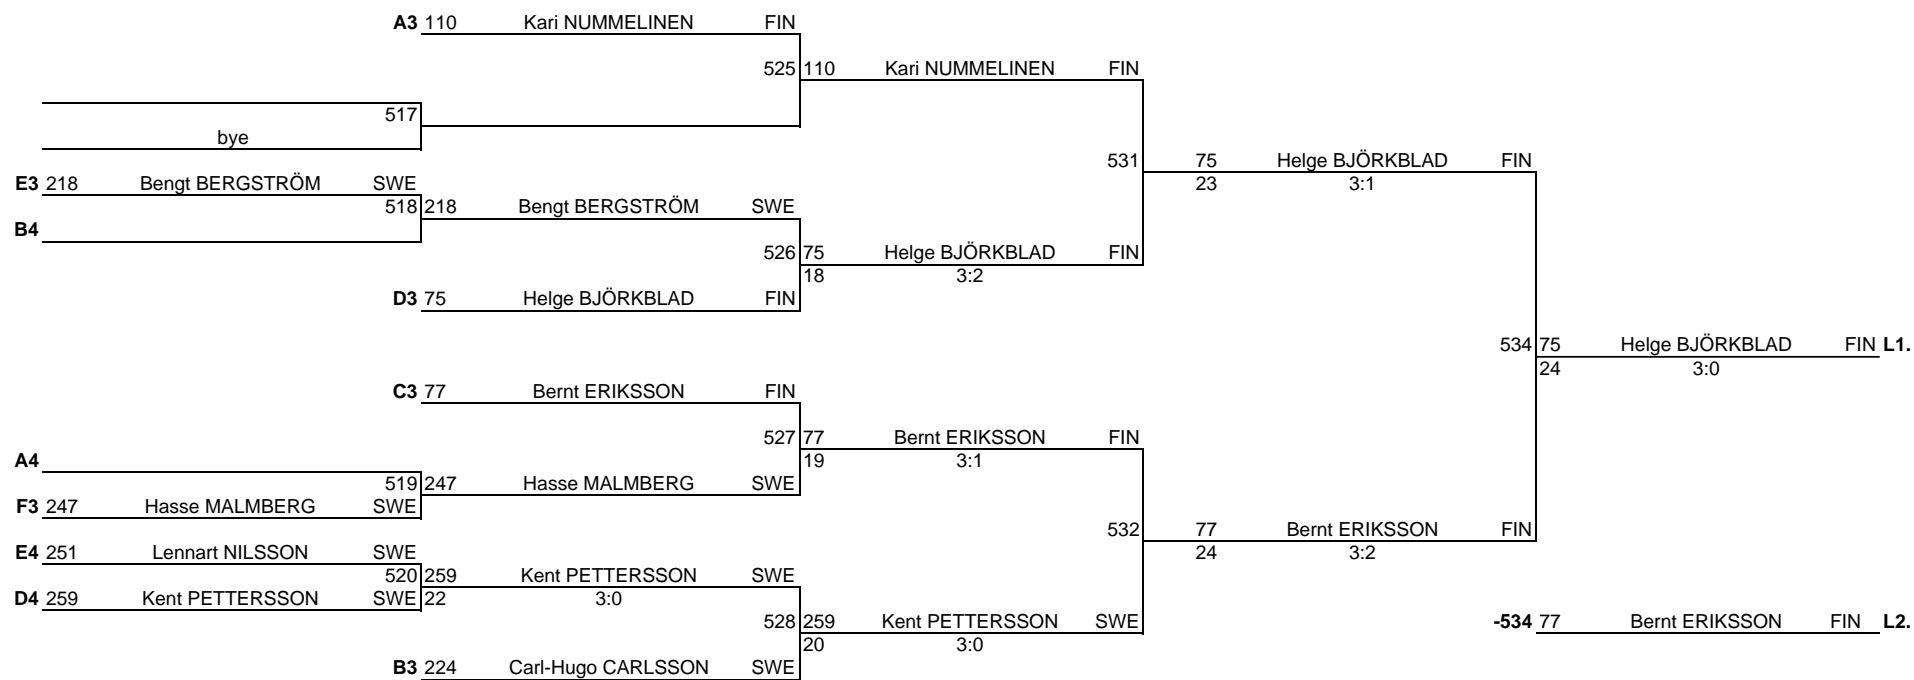 A3 110 Kari NUMMELINEN FIN
525 110 Kari NUMMELINEN FIN
517
bye
531 75 Helge BJÖRKBLAD FIN
E3 218 Bengt BERGSTRÖM SWE 23 3:1
518 218 Bengt BERGSTRÖM SWE
B4
526 75 Helge BJÖRKBLAD FIN
18 3:2
D3 75 Helge BJÖRKBLAD FIN
534 75 Helge BJÖRKBLAD FIN L1.
24 3:0
C3 77 Bernt ERIKSSON FIN
527 77 Bernt ERIKSSON FIN
A4 19 3:1
519 247 Hasse MALMBERG SWE
F3 247 Hasse MALMBERG SWE
532 77 Bernt ERIKSSON FIN
E4 251 Lennart NILSSON SWE 24 3:2
520 259 Kent PETTERSSON SWE
D4 259 Kent PETTERSSON SWE 22 3:0
528 259 Kent PETTERSSON SWE -534 77 Bernt ERIKSSON FIN L2.
20 3:0
B3 224 Carl-Hugo CARLSSON SWE